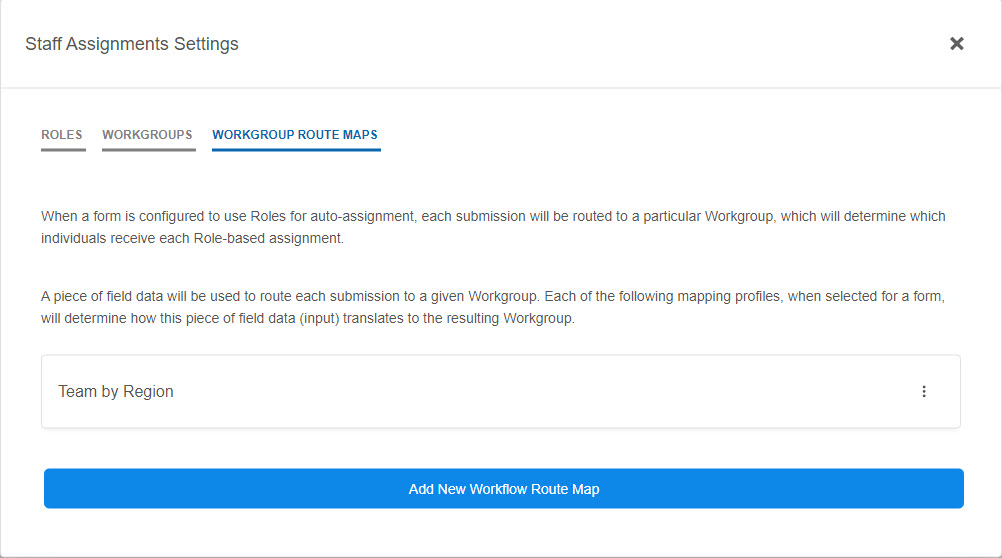 Staff Assignments Settings
ROLES WORKGROUPS WORKGROUP ROUTE MAPS
When a form is configured to use Roles for auto-assignment, each submission will be routed to a particular Workgroup, which will determine which
individuals receive each Role-based assignment.
A piece of field data will be used to route each submission to a given Workgroup. Each of the following mapping profiles, when selected for a form,
will determine how this piece of field data (input) translates to the resulting Workgroup.
Team by Region
Add New Workflow Route Map